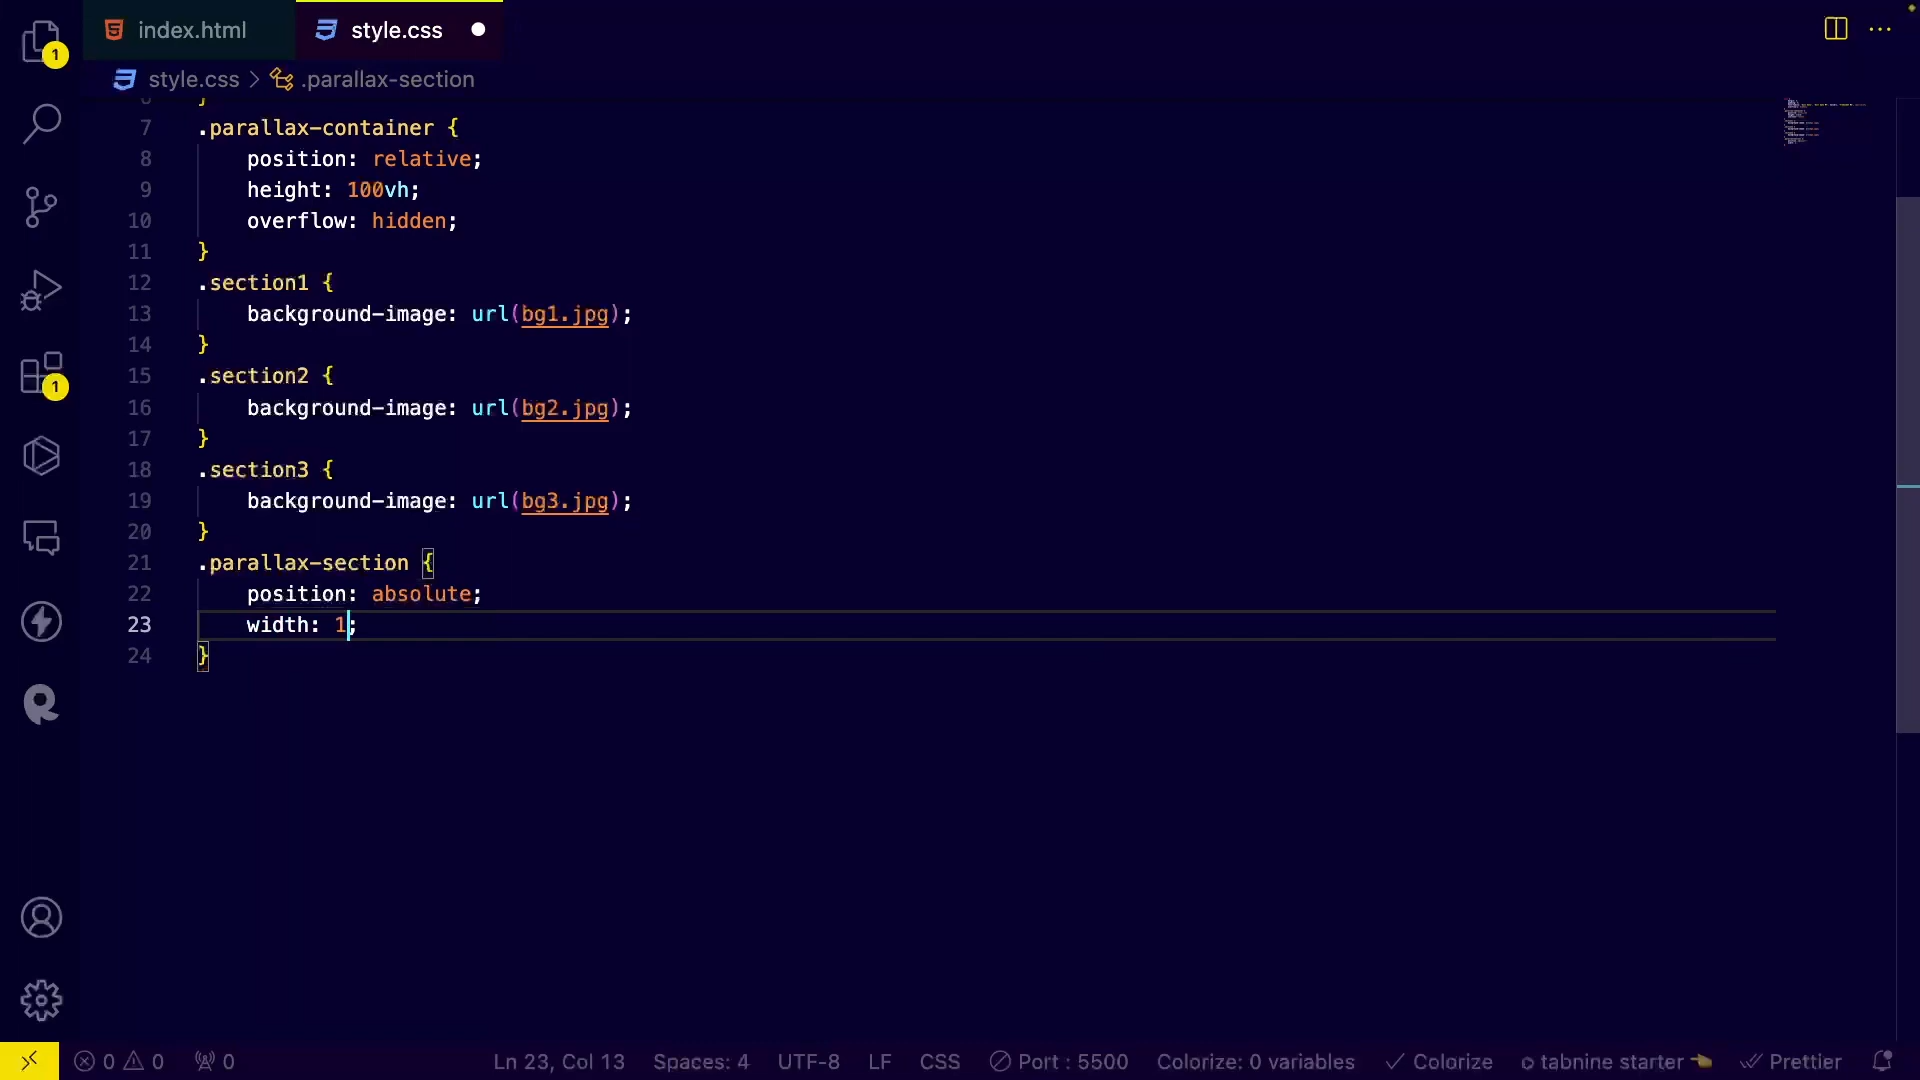 1
index.html
style.css
style.css > .parallax-section
7 .parallax-container {
8 position: relative;
9 height: 100vh;
10 overflow: hidden;
11 }
12 .section1 {
13 background-image: url(bg1.jpg);
14 }
15 .section2 {
16 background-image: url(bg2.jpg);
17 }
18 .section3 {
19 background-image: url(bg3.jpg);
20 }
21 .parallax-section {
22 position: absolute;
23 width: 1;
24 }
1
0 0 0 Ln 23, Col 13 Spaces: 4 UTF-8 LF CSS Port : 5500 Colorize: 0 variables Colorize tabnine starter Prettier